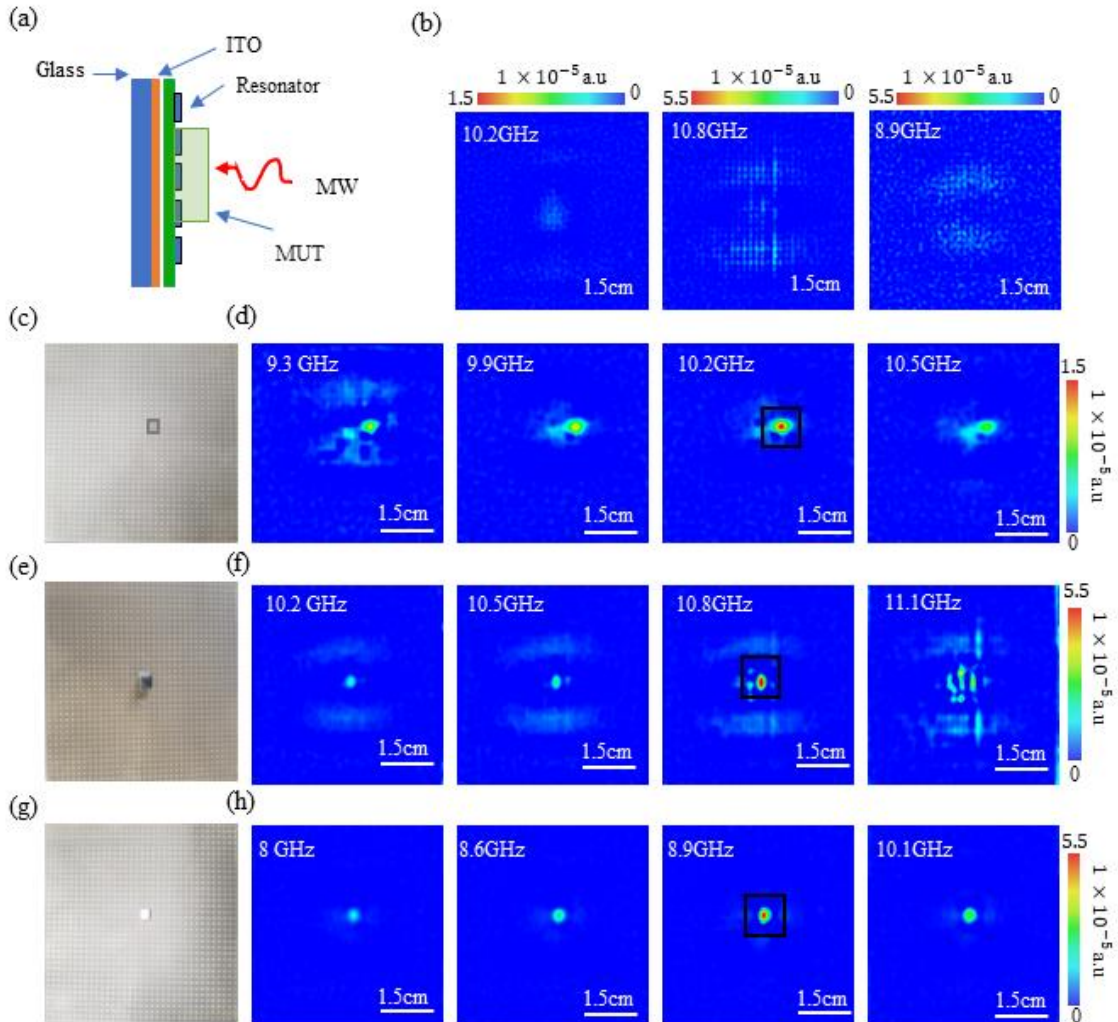 (a)
ITO
Glass
Resonator
MW
MUT
(b)
1 ×10⁻⁵ a.u
1.5 0
1 ×10⁻⁵ a.u
5.5 0
1 ×10⁻⁵ a.u
5.5 0
10.2GHz
10.8GHz
8.9GHz
1.5cm
1.5cm
1.5cm
(c)
(d)
9.3 GHz
9.9GHz
10.2GHz
10.5GHz
1.5cm
1.5cm
1.5cm
1.5cm
1.5
1 ×10⁻⁵ a.u
0
(e)
(f)
10.2 GHz
10.5GHz
10.8GHz
11.1GHz
1.5cm
1.5cm
1.5cm
1.5cm
5.5
1 ×10⁻⁵ a.u
0
(g)
(h)
8 GHz
8.6GHz
8.9GHz
10.1GHz
1.5cm
1.5cm
1.5cm
1.5cm
5.5
1 ×10⁻⁵ a.u
0